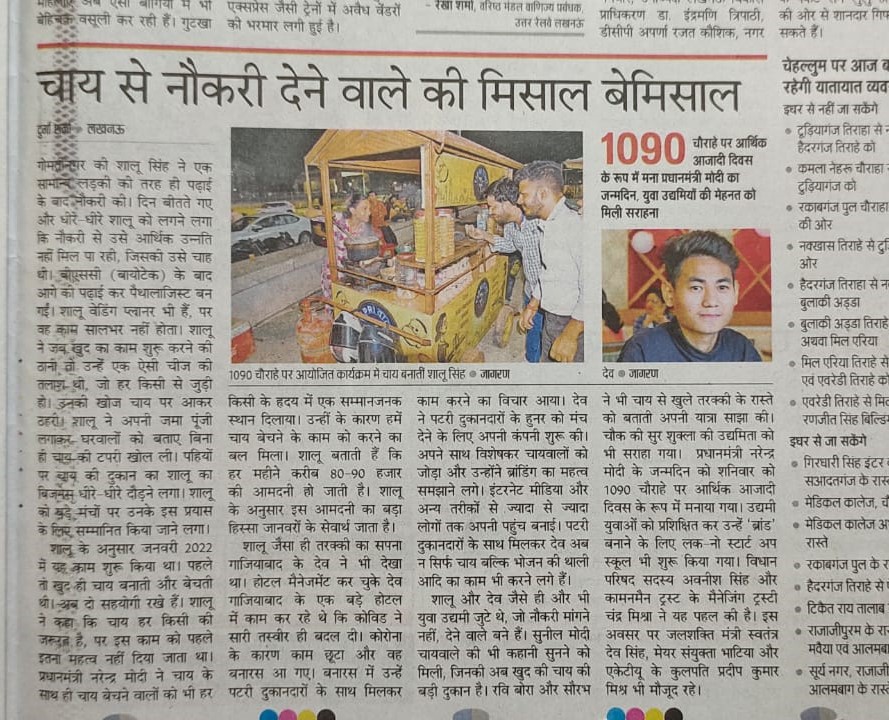 बेहिचक वसूली कर रही हैं। गुटखा
एक्सप्रेस जैसी ट्रेनों में अवैध वेंडरों
की भरमार लगी हुई है।
- रेखा शर्मा, वरिष्ठ मंडल वाणिज्य प्रबंधक,
उत्तर रेलवे लखनऊ
प्राधिकरण डा. इंद्रमणि त्रिपाठी,
डीसीपी अपर्णा रजत कौशिक, नगर
की ओर से शानदार
सकते हैं।
चाय से नौकरी देने वाले की मिसाल बेमिसाल
लखनऊ
गोमतीनगर की शालू सिंह ने एक
सामान्य लड़की की तरह ही पढ़ाई
के बाद नौकरी की। दिन बीतते गए
और धीरे-धीरे शालू को लगने लगा
कि नौकरी से उसे आर्थिक उन्नति
नहीं मिल पा रही, जिसकी उसे चाह
थी। बीएससी (बायोटेक) के बाद
आगे की पढ़ाई कर पैथालाजिस्ट बन
गईं। शालू वेडिंग प्लानर भी हैं, पर
वह काम सालभर नहीं होता। शालू
ने जब खुद का काम शुरू करने की
ठानी तो उन्हें एक ऐसी चीज की
तलाश थी, जो हर किसी से जुड़ी
हो। उनकी खोज चाय पर आकर
ठहरी। शालू ने अपनी जमा पूंजी
लगाकर घरवालों को बताए बिना
ही चाय की टपरी खोल ली। पहियों
पर चाय की दुकान का शालू का
बिजनेस धीरे-धीरे दौड़ने लगा। शालू
को बड़े मंचों पर उनके इस प्रयास
के लिए सम्मानित किया जाने लगा।
शालू के अनुसार जनवरी 2022
में यह काम शुरू किया था। पहले
तो खुद ही चाय बनाती और बेचती
थी। अब दो सहयोगी रखे हैं। शालू
ने कहा कि चाय हर किसी की
जरूरत है, पर इस काम को पहले
इतना महत्व नहीं दिया जाता था।
प्रधानमंत्री नरेन्द्र मोदी ने चाय के
साथ ही चाय बेचने वालों को भी हर
1090 चौराहे पर आयोजित कार्यक्रम में चाय बनाती शालू सिंह ● जागरण
किसी के हृदय में एक सम्मानजनक
स्थान दिलाया। उन्हीं के कारण हमें
चाय बेचने के काम को करने का
बल मिला। शालू बताती हैं कि
हर महीने करीब 80-90 हजार
की आमदनी हो जाती है। शालू
के अनुसार इस आमदनी का बड़ा
हिस्सा जानवरों के सेवार्थ जाता है।
शालू जैसा ही तरक्की का सपना
गाजियाबाद के देव ने भी देखा
था। होटल मैनेजमेंट कर चुके देव
गाजियाबाद के एक बड़े होटल
में काम कर रहे थे कि कोविड ने
सारी तस्वीर ही बदल दी। कोरोना
के कारण काम छूटा और वह
बनारस आ गए। बनारस में उन्हें
पटरी दुकानदारों के साथ मिलकर
काम करने का विचार आया। देव
ने पटरी दुकानदारों के हुनर को मंच
देने के लिए अपनी कंपनी शुरू की।
अपने साथ विशेषकर चायवालों को
जोड़ा और उन्होंने ब्रांडिंग का महत्व
समझाने लगे। इंटरनेट मीडिया और
अन्य तरीकों से ज्यादा से ज्यादा
लोगों तक अपनी पहुंच बनाई। पटरी
दुकानदारों के साथ मिलकर देव अब
न सिर्फ चाय बल्कि भोजन की थाली
आदि का काम भी करने लगे हैं।
शालू और देव जैसे ही और भी
युवा उद्यमी जुटे थे, जो नौकरी मांगने
नहीं, देने वाले बने हैं। सुनील मोदी
चायवाले की भी कहानी सुनने को
मिली, जिनकी अब खुद की चाय की
बड़ी दुकान है। रवि बोरा और सौरभ
1090 चौराहे पर आर्थिक
आजादी दिवस
के रूप में मना प्रधानमंत्री मोदी का
जन्मदिन, युवा उद्यमियों की मेहनत को
मिली सराहना
देव ● जागरण
ने भी चाय से खुले तरक्की के रास्ते
को बताती अपनी यात्रा साझा की।
चौक की सुर शुक्ला की उद्यमिता को
भी सराहा गया। प्रधानमंत्री नरेन्द्र
मोदी के जन्मदिन को शनिवार को
1090 चौराहे पर आर्थिक आजादी
दिवस के रूप में मनाया गया। उद्यमी
युवाओं को प्रशिक्षित कर उन्हें 'ब्रांड'
बनाने के लिए लक-नो स्टार्ट अप
स्कूल भी शुरू किया गया। विधान
परिषद सदस्य अवनीश सिंह और
कामनमैन ट्रस्ट के मैनेजिंग ट्रस्टी
चंद्र मिश्रा ने यह पहल की है। इस
अवसर पर जलशक्ति मंत्री स्वतंत्र
देव सिंह, मेयर संयुक्ता भाटिया और
एकेटीयू के कुलपति प्रदीप कुमार
मिश्र भी मौजूद रहे।
चेहल्लुम पर आज
रहेगी यातायात
इधर से नहीं जा सकेंगे
● टूड़ियागंज तिराहा से
हैदरगंज तिराहे को
● कमला नेहरू चौराहा
टुड़ियागंज को
● रकाबगंज पुल चौराहा
की ओर
● नक्खास तिराहे से
ओर
● हैदरगंज तिराहा से
बुलाकी अड्डा
● बुलाकी अड्डा तिराहे
अथवा मिल एरिया
● मिल एरिया तिराहे से
एवं एवरेडी तिराहे
● एवरेडी तिराहे से
रणजीत सिंह
इधर से जा सकेंगे
● गिरधारी सिंह इंटर
सआदतगंज के
● मेडिकल कालेज,
● मेडिकल कालेज
रास्ते
● रकाबगंज पुल के
● हैदरगंज तिराहे से
● टिकैत राय तालाब
● राजाजीपुरम के
मवैया एवं
● सूर्य नगर,
आलमबाग के